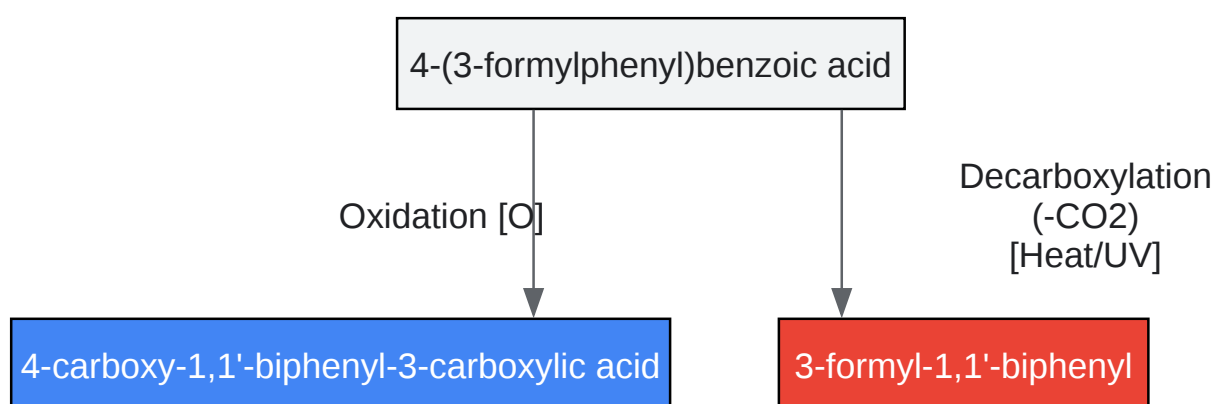 4-(3-formylphenyl)benzoic acid
Oxidation [O]
Decarboxylation
(-CO2)
[Heat/UV]
4-carboxy-1,1'-biphenyl-3-carboxylic acid
3-formyl-1,1'-biphenyl